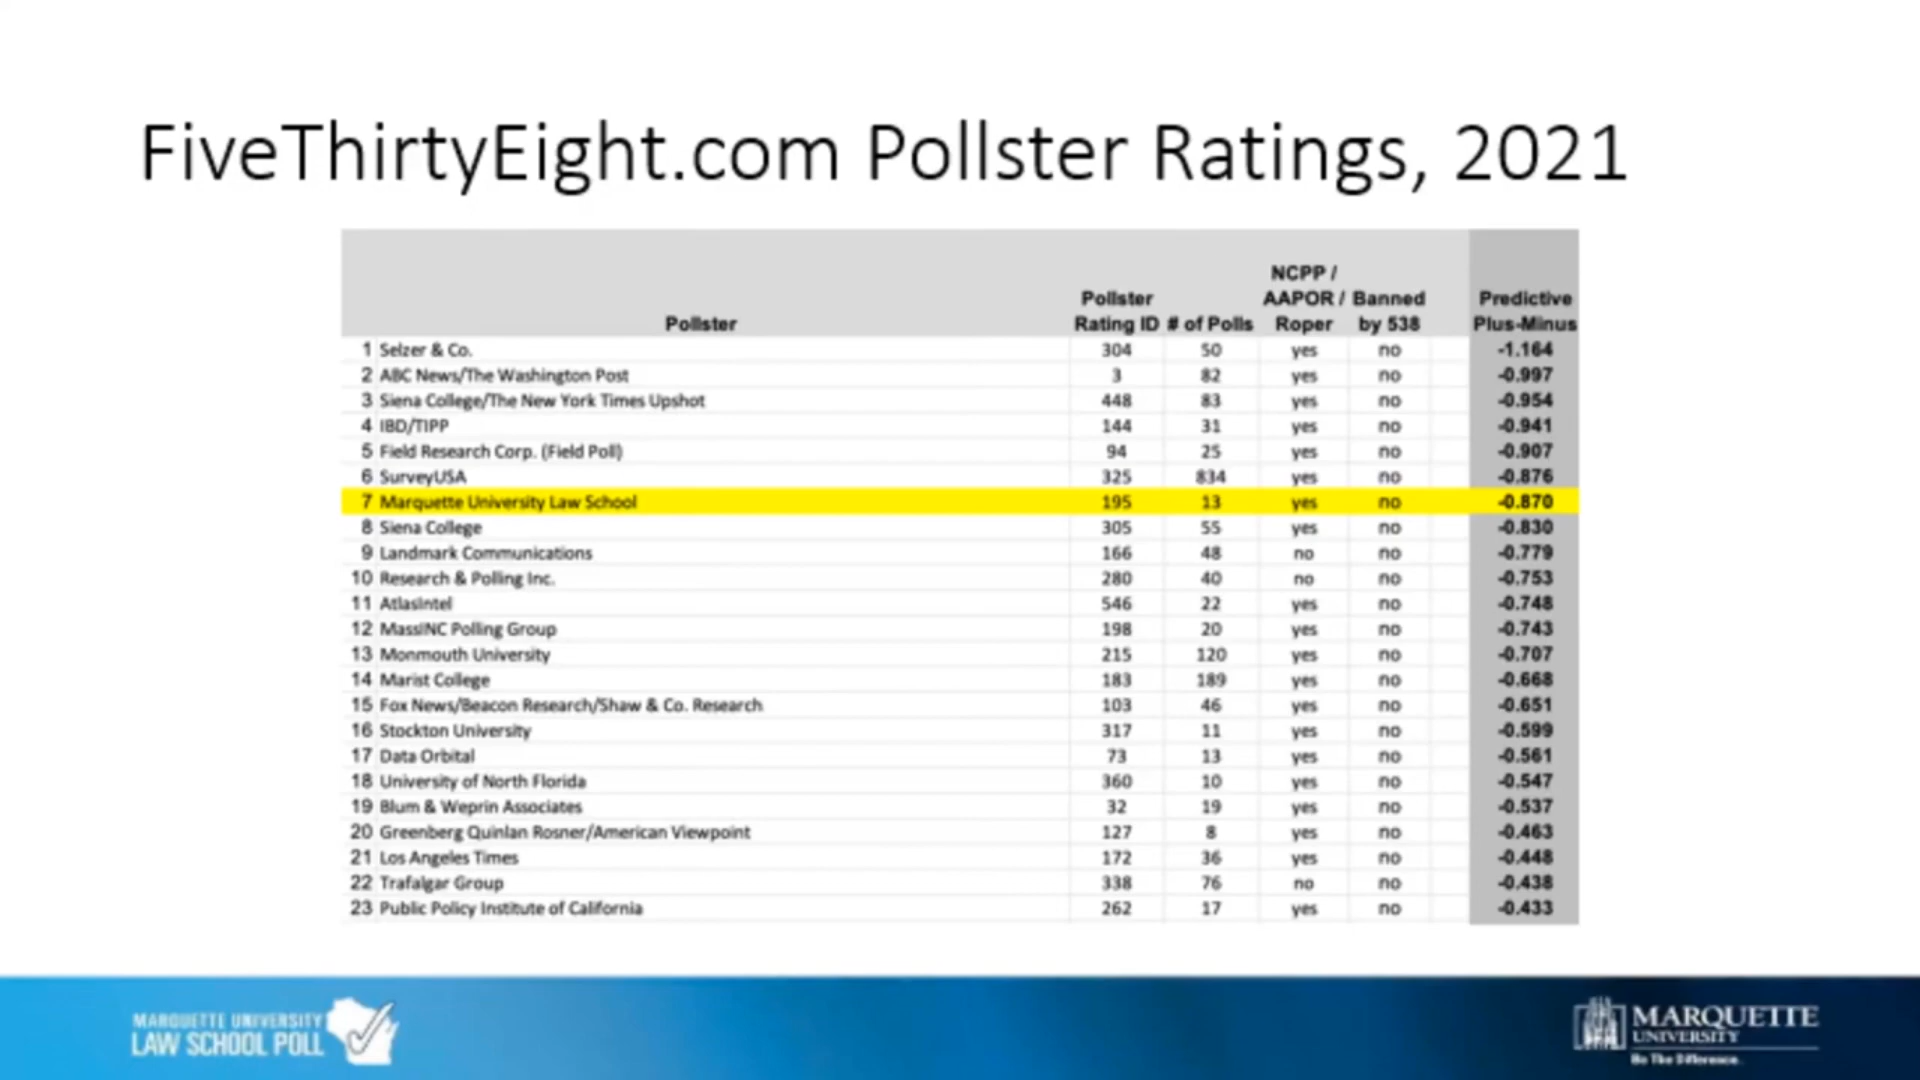 FiveThirtyEight.com Pollster Ratings, 2021
Pollster Pollster Rating ID # of Polls NCPP / AAPOR / Roper Banned by 538 Predictive Plus-Minus
1 Selzer & Co. 304 50 yes no -1.164
2 ABC News/The Washington Post 3 82 yes no -0.997
3 Siena College/The New York Times Upshot 448 83 yes no -0.954
4 IBD/TIPP 144 31 yes no -0.941
5 Field Research Corp. (Field Poll) 94 25 yes no -0.907
6 SurveyUSA 325 834 yes no -0.876
7 Marquette University Law School 195 13 yes no -0.870
8 Siena College 305 55 yes no -0.830
9 Landmark Communications 166 48 no no -0.779
10 Research & Polling Inc. 280 40 no no -0.753
11 AtlasIntel 546 22 yes no -0.748
12 MassINC Polling Group 198 20 yes no -0.743
13 Monmouth University 215 120 yes no -0.707
14 Marist College 183 189 yes no -0.668
15 Fox News/Beacon Research/Shaw & Co. Research 103 46 yes no -0.651
16 Stockton University 317 11 yes no -0.599
17 Data Orbital 73 13 yes no -0.561
18 University of North Florida 360 10 yes no -0.547
19 Blum & Weprin Associates 32 19 yes no -0.537
20 Greenberg Quinlan Rosner/American Viewpoint 127 8 yes no -0.463
21 Los Angeles Times 172 36 yes no -0.448
22 Trafalgar Group 338 76 no no -0.438
23 Public Policy Institute of California 262 17 yes no -0.433
MARQUETTE UNIVERSITY
LAW SCHOOL POLL
MARQUETTE
UNIVERSITY
Be The Difference.